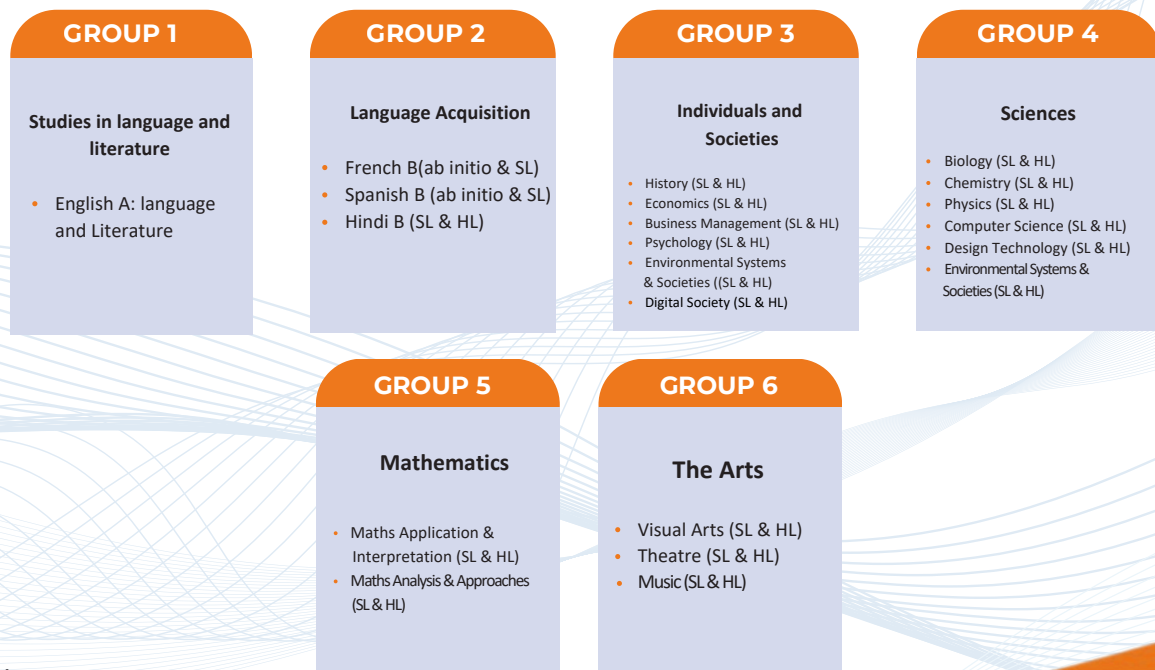 GROUP 1
Studies in language and
literature
• English A: language
and Literature
GROUP 2
Language Acquisition
• French B(ab initio & SL)
• Spanish B (ab initio & SL)
• Hindi B (SL & HL)
GROUP 3
Individuals and
Societies
• History (SL & HL)
• Economics (SL & HL)
• Business Management (SL & HL)
• Psychology (SL & HL)
• Environmental Systems
& Societies ((SL & HL)
• Digital Society (SL & HL)
GROUP 4
Sciences
• Biology (SL & HL)
• Chemistry (SL & HL)
• Physics (SL & HL)
• Computer Science (SL & HL)
• Design Technology (SL & HL)
• Environmental Systems &
Societies (SL & HL)
GROUP 5
Mathematics
• Maths Application &
Interpretation (SL & HL)
• Maths Analysis & Approaches
(SL & HL)
GROUP 6
The Arts
• Visual Arts (SL & HL)
• Theatre (SL & HL)
• Music (SL & HL)